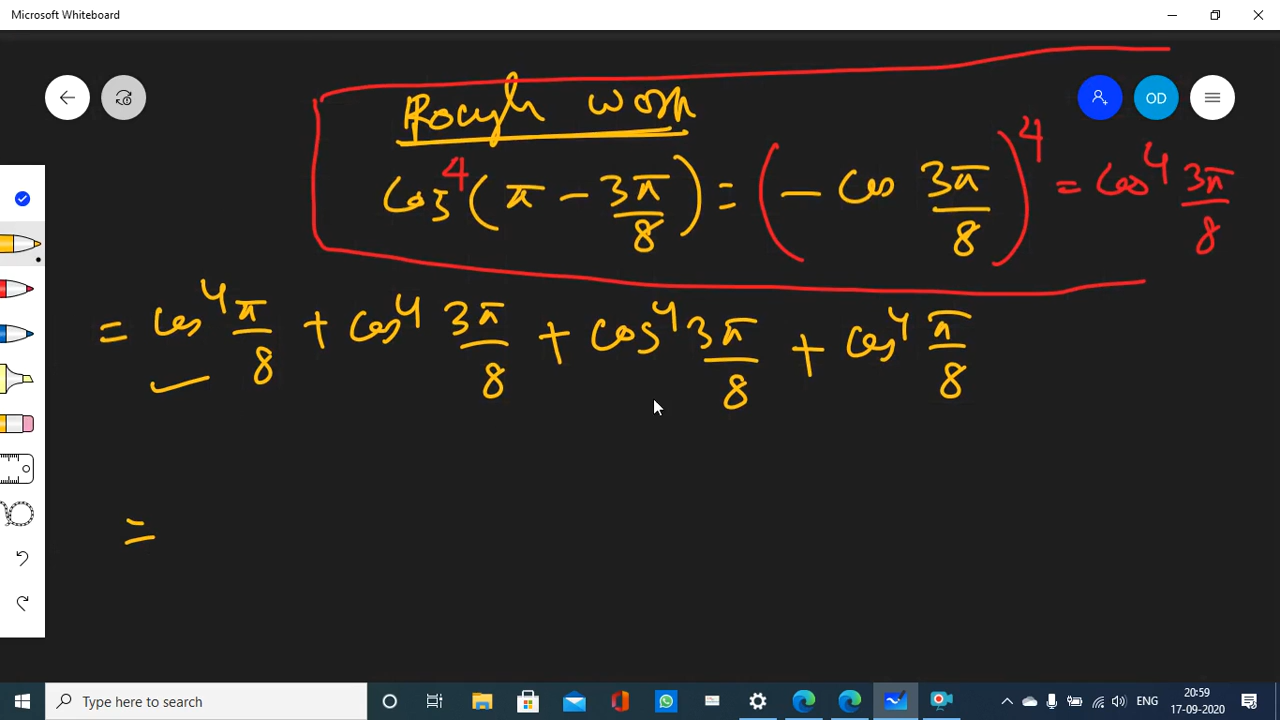 Microsoft Whiteboard
Rough work
cos⁴(π − 3π/8) = (− cos 3π/8)⁴ = cos⁴ 3π/8
OD
= cos⁴ π/8 + cos⁴ 3π/8 + cos⁴ 3π/8 + cos⁴ π/8
=
Type here to search
ENG
20:59
17-09-2020